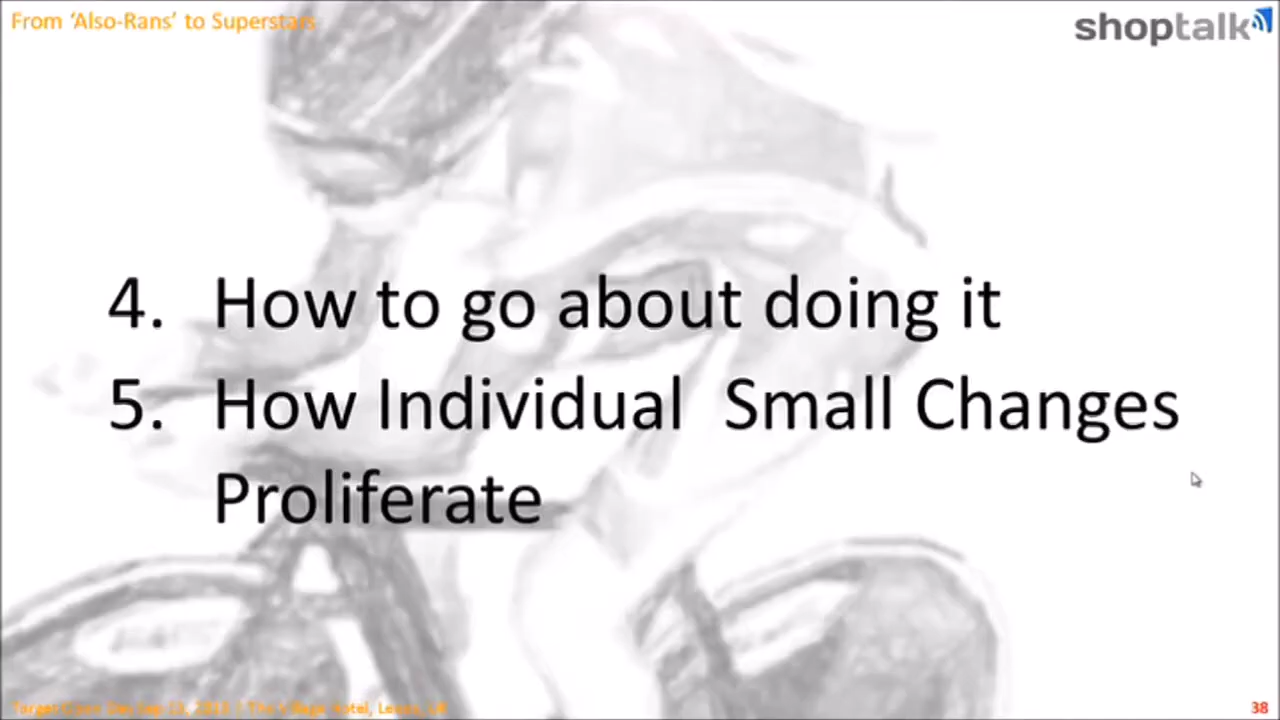 From ‘Also-Rans’ to Superstars
shoptalk
4. How to go about doing it
5. How Individual Small Changes
Proliferate
Hotel,
38